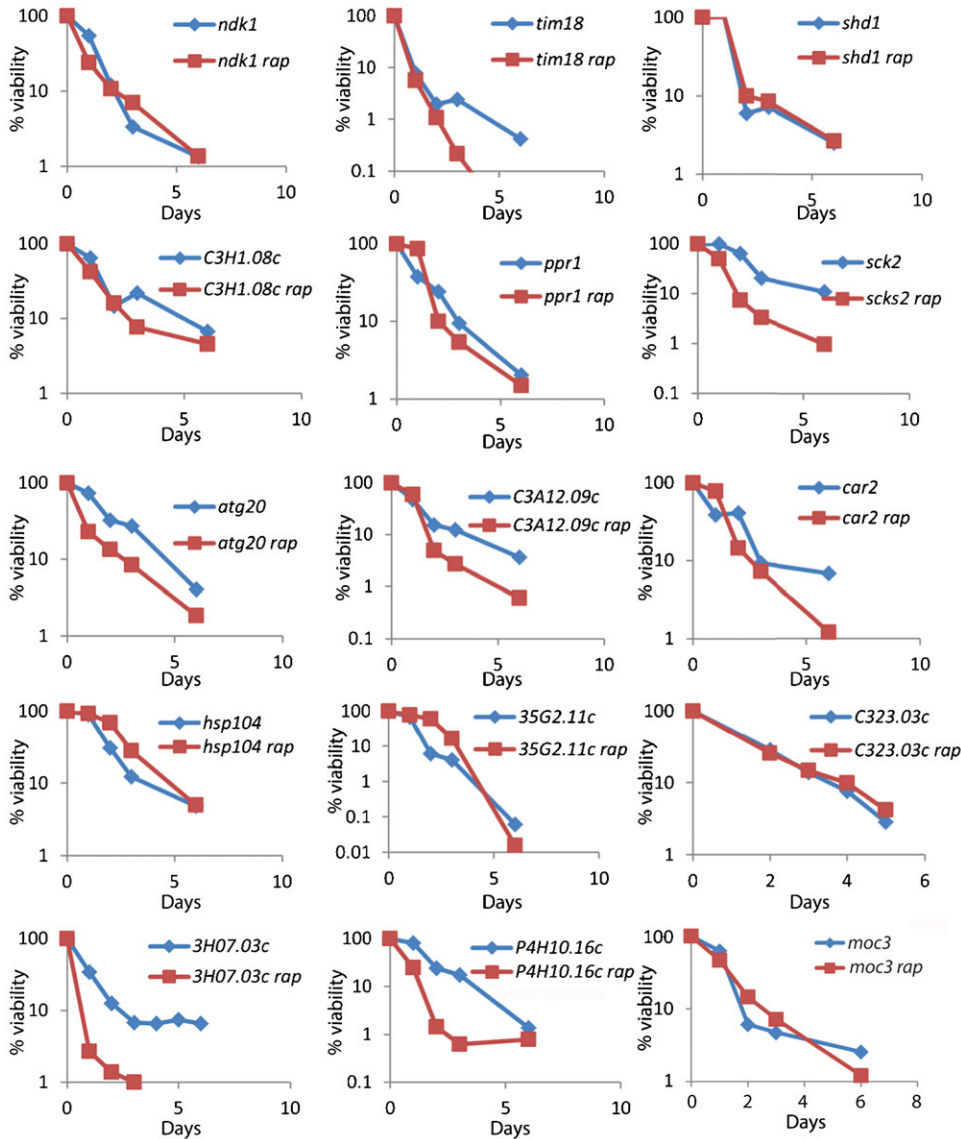 % viability
100
10
1
0
5
10
Days
ndk1
ndk1 rap
% viability
100
10
1
0.1
0
5
10
Days
tim18
tim18 rap
% viability
100
10
1
0
5
10
Days
shd1
shd1 rap
% viability
100
10
1
0
5
10
Days
C3H1.08c
C3H1.08c rap
% viability
100
10
1
0
5
10
Days
ppr1
ppr1 rap
% viability
100
10
1
0.1
0
5
10
Days
sck2
scks2 rap
% viability
100
10
1
0
5
10
Days
atg20
atg20 rap
% viability
100
10
1
0.1
0
5
10
Days
C3A12.09c
C3A12.09c rap
% viability
100
10
1
0
5
10
Days
car2
car2 rap
% viability
100
10
1
0
5
10
Days
hsp104
hsp104 rap
% viability
100
10
1
0.1
0.01
0
5
10
Days
35G2.11c
35G2.11c rap
% viability
100
10
1
0
2
4
6
Days
C323.03c
C323.03c rap
% viability
100
10
1
0
5
10
Days
3H07.03c
3H07.03c rap
% viability
100
10
1
0.1
0
5
10
Days
P4H10.16c
P4H10.16c rap
% viability
100
10
1
0
2
4
6
8
Days
moc3
moc3 rap